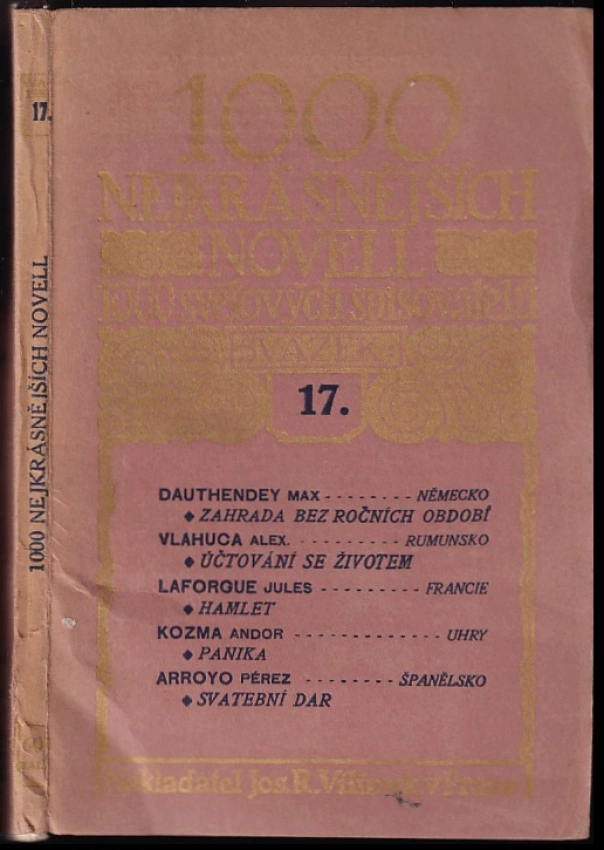 17.
1000 NEJKRÁSNĚJŠÍCH NOVELL
1000
NEJKRÁSNĚJŠÍCH
NOVELL
1000 světových spisovatelů
SVAZEK
17.
DAUTHENDEY MAX - - - - - - - - NĚMECKO
◆ ZAHRADA BEZ ROČNÍCH OBDOBÍ
VLAHUCA ALEX. - - - - - - - - - RUMUNSKO
◆ ÚČTOVÁNÍ SE ŽIVOTEM
LAFORGUE JULES - - - - - - - - - FRANCIE
◆ HAMLET
KOZMA ANDOR - - - - - - - - - - - - UHRY
◆ PANIKA
ARROYO PÉREZ - - - - - - - - ŠPANĚLSKO
◆ SVATEBNÍ DAR
Nakladatel Jos. R. Vilímek v Praze